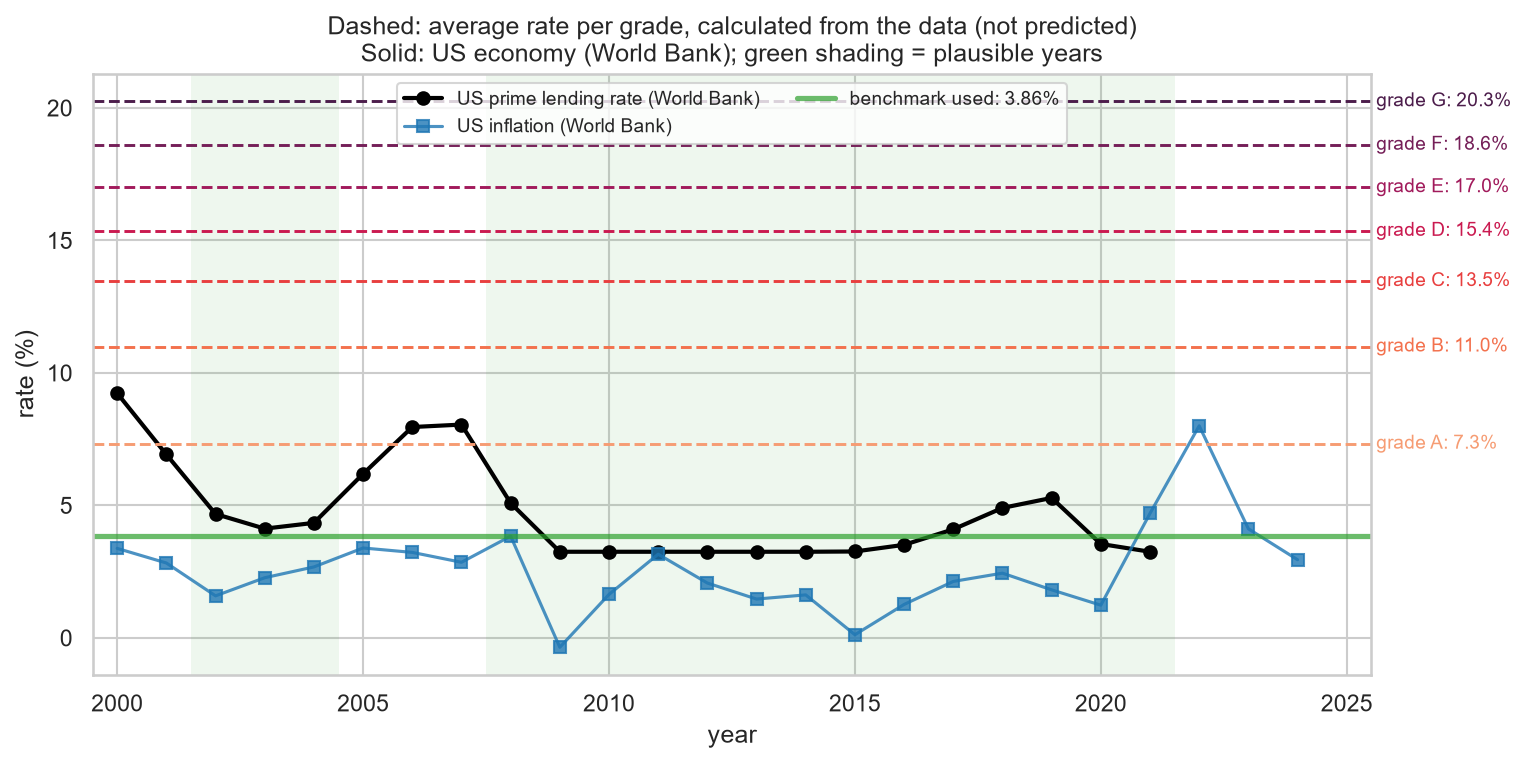 Dashed: average rate per grade, calculated from the data (not predicted)
Solid: US economy (World Bank); green shading = plausible years
US prime lending rate (World Bank)
US inflation (World Bank)
benchmark used: 3.86%
20
15
10
5
0
rate (%)
grade G: 20.3%
grade F: 18.6%
grade E: 17.0%
grade D: 15.4%
grade C: 13.5%
grade B: 11.0%
grade A: 7.3%
2000 2005 2010 2015 2020 2025
year